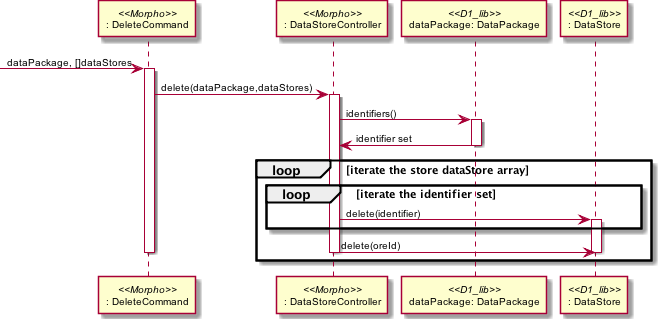 <<Morpho>>
: DeleteCommand
<<Morpho>>
: DataStoreController
<<D1_lib>>
dataPackage: DataPackage
<<D1_lib>>
: DataStore
dataPackage, []dataStores
delete(dataPackage,dataStores)
identifiers()
identifier set
loop [iterate the store dataStore array]
loop [iterate the identifier set]
delete(identifier)
delete(oreId)
<<Morpho>>
: DeleteCommand
<<Morpho>>
: DataStoreController
<<D1_lib>>
dataPackage: DataPackage
<<D1_lib>>
: DataStore